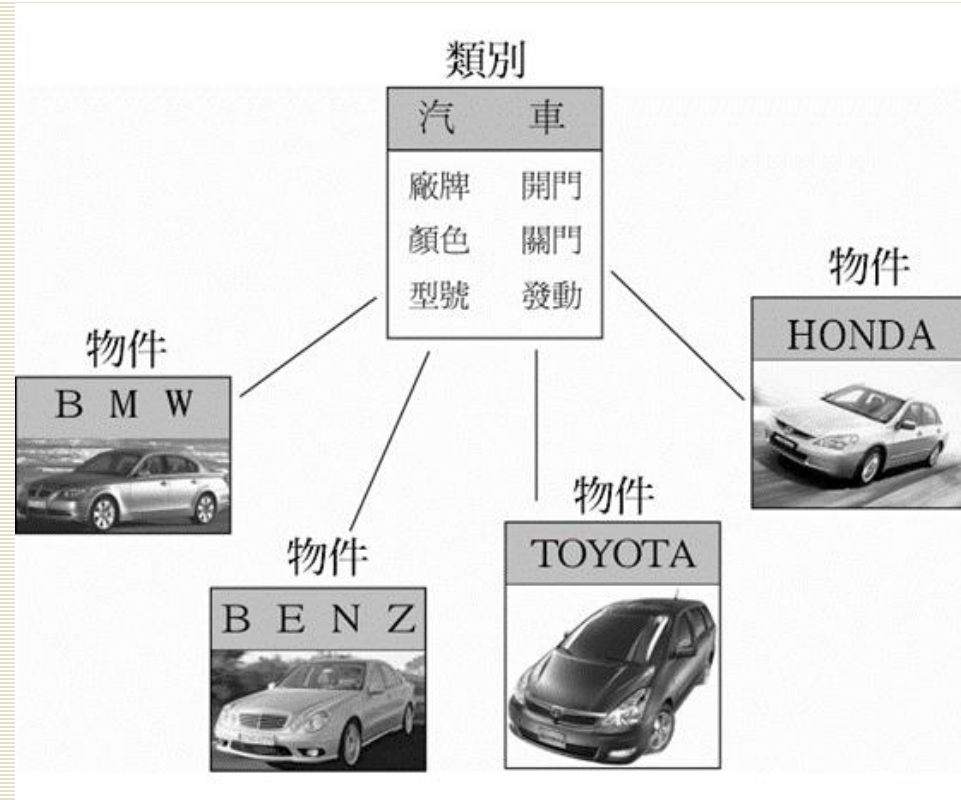 類別
汽 車
廠牌 開門
顏色 關門
型號 發動
物件
HONDA
物件
B M W
物件
TOYOTA
物件
B E N Z